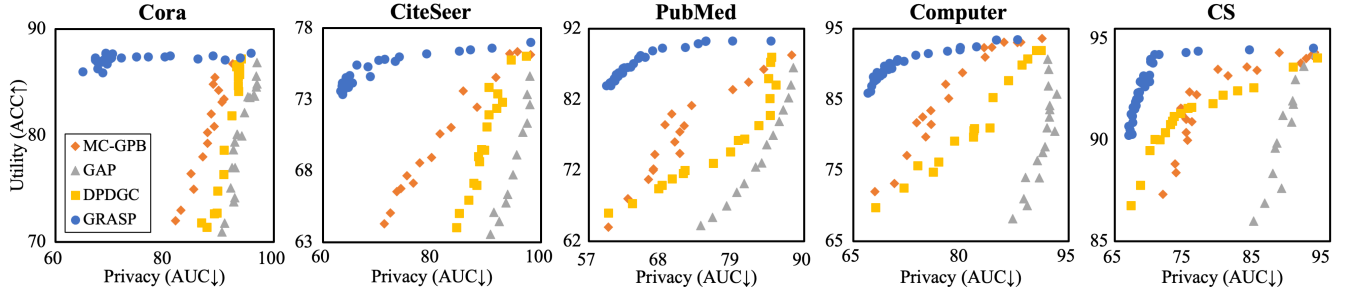 Cora
CiteSeer
PubMed
Computer
CS
Utility (ACC↑)
90
80
70
60
80
100
Privacy (AUC↓)
MC-GPB
GAP
DPDGC
GRASP
78
73
68
63
60
80
100
Privacy (AUC↓)
92
82
72
62
57
68
79
90
Privacy (AUC↓)
95
85
75
65
65
80
95
Privacy (AUC↓)
95
90
85
65
75
85
95
Privacy (AUC↓)